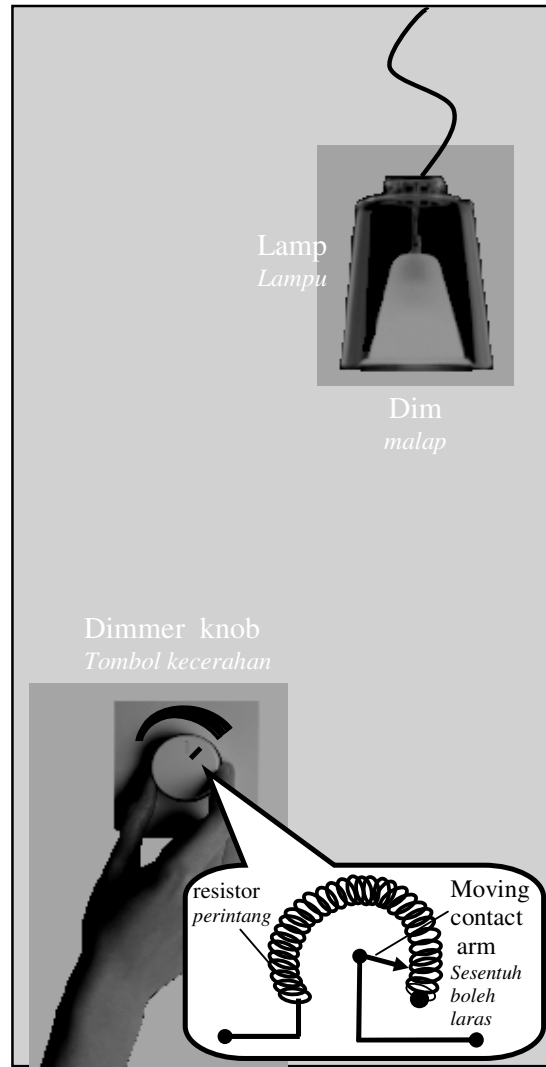 Lamp
Lampu
Dim
malap
Dimmer knob
Tombol kecerahan
resistor
perintang
Moving
contact
arm
Sesentuh
boleh
laras